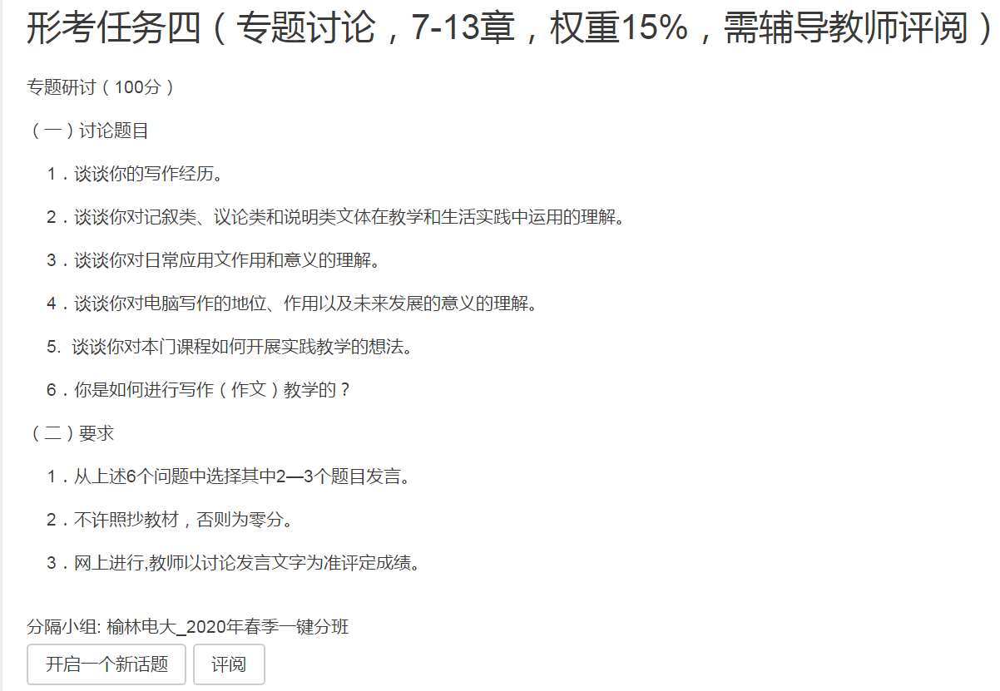 形考任务四（专题讨论，7-13章，权重15%，需辅导教师评阅）
专题研讨（100分）
（一）讨论题目
1．谈谈你的写作经历。
2．谈谈你对记叙类、议论类和说明类文体在教学和生活实践中运用的理解。
3．谈谈你对日常应用文作用和意义的理解。
4．谈谈你对电脑写作的地位、作用以及未来发展的意义的理解。
5. 谈谈你对本门课程如何开展实践教学的想法。
6．你是如何进行写作（作文）教学的？
（二）要求
1．从上述6个问题中选择其中2—3个题目发言。
2．不许照抄教材，否则为零分。
3．网上进行,教师以讨论发言文字为准评定成绩。
分隔小组: 榆林电大_2020年春季一键分班
开启一个新话题 评阅